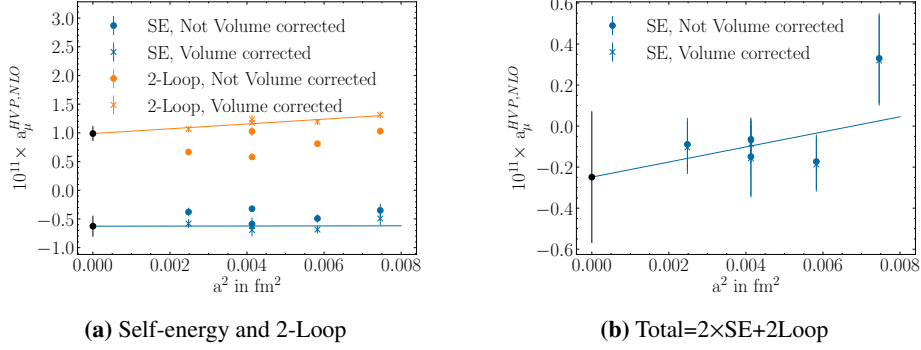 SE, Not Volume corrected
SE, Volume corrected
2-Loop, Not Volume corrected
2-Loop, Volume corrected
3.0
2.5
2.0
1.5
1.0
0.5
0.0
−0.5
−1.0
10¹¹× a_μ^{HVP,NLO}
0.000 0.002 0.004 0.006 0.008
a² in fm²
(a) Self-energy and 2-Loop
SE, Not Volume corrected
SE, Volume corrected
0.6
0.4
0.2
−0.0
−0.2
−0.4
−0.6
10¹¹× a_μ^{HVP,NLO}
0.000 0.002 0.004 0.006 0.008
a² in fm²
(b) Total=2×SE+2Loop